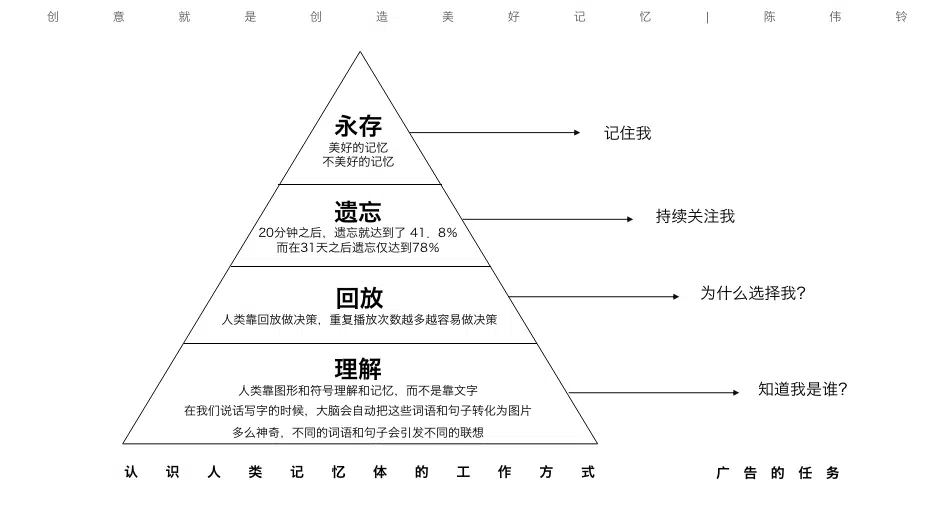 创意就是创造美好记忆|陈伟铃
永存
美好的记忆
不美好的记忆
记住我
遗忘
20分钟之后，遗忘就达到了 41．8%
而在31天之后遗忘仅达到78%
持续关注我
回放
人类靠回放做决策，重复播放次数越多越容易做决策
为什么选择我？
理解
人类靠图形和符号理解和记忆，而不是靠文字
在我们说话写字的时候，大脑会自动把这些词语和句子转化为图片
多么神奇，不同的词语和句子会引发不同的联想
知道我是谁？
认识人类记忆体的工作方式
广告的任务